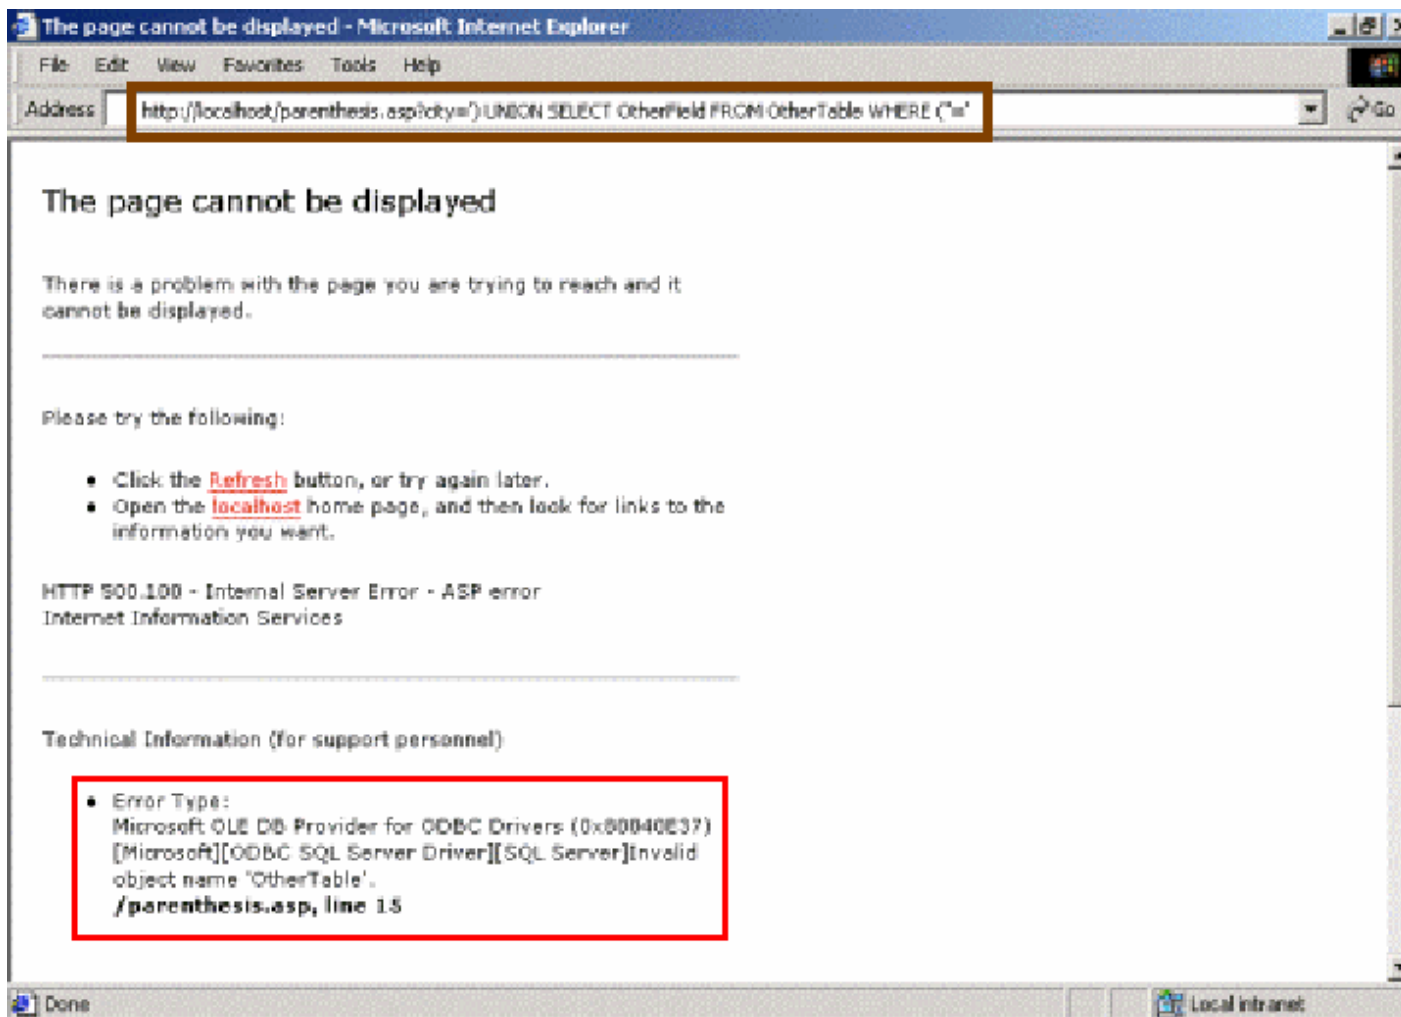 The page cannot be displayed - Microsoft Internet Explorer
File Edit View Favorites Tools Help
Address http://localhost/parenthesis.asp?city=') UNION SELECT OtherField FROM OtherTable WHERE (''=' Go
The page cannot be displayed
There is a problem with the page you are trying to reach and it
cannot be displayed.
Please try the following:
• Click the Refresh button, or try again later.
• Open the localhost home page, and then look for links to the
information you want.
HTTP 500.100 - Internal Server Error - ASP error
Internet Information Services
Technical Information (for support personnel)
• Error Type:
Microsoft OLE DB Provider for ODBC Drivers (0x80040E37)
[Microsoft][ODBC SQL Server Driver][SQL Server]Invalid
object name 'OtherTable'.
/parenthesis.asp, line 15
Done
Local intranet